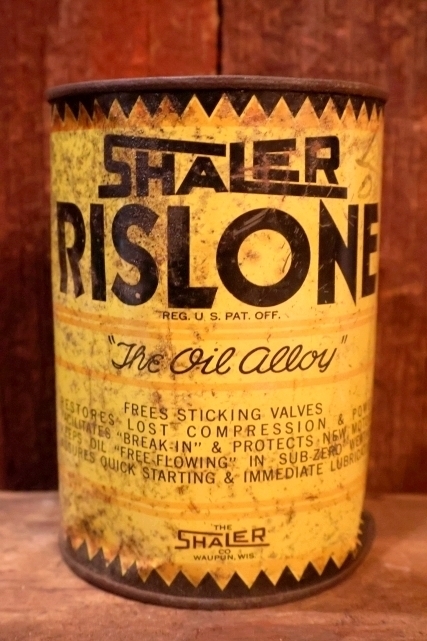 SHALER
RISLONE
REG. U. S. PAT. OFF.
"The Oil Alloy"
FREES STICKING VALVES
RESTORES LOST COMPRESSION &
"BREAK-IN" & PROTECTS NEW
OIL "FREE-FLOWING" IN SUB-ZERO
QUICK STARTING & IMMEDIATE
THE
SHALER
CO
WAUPUN, WIS.